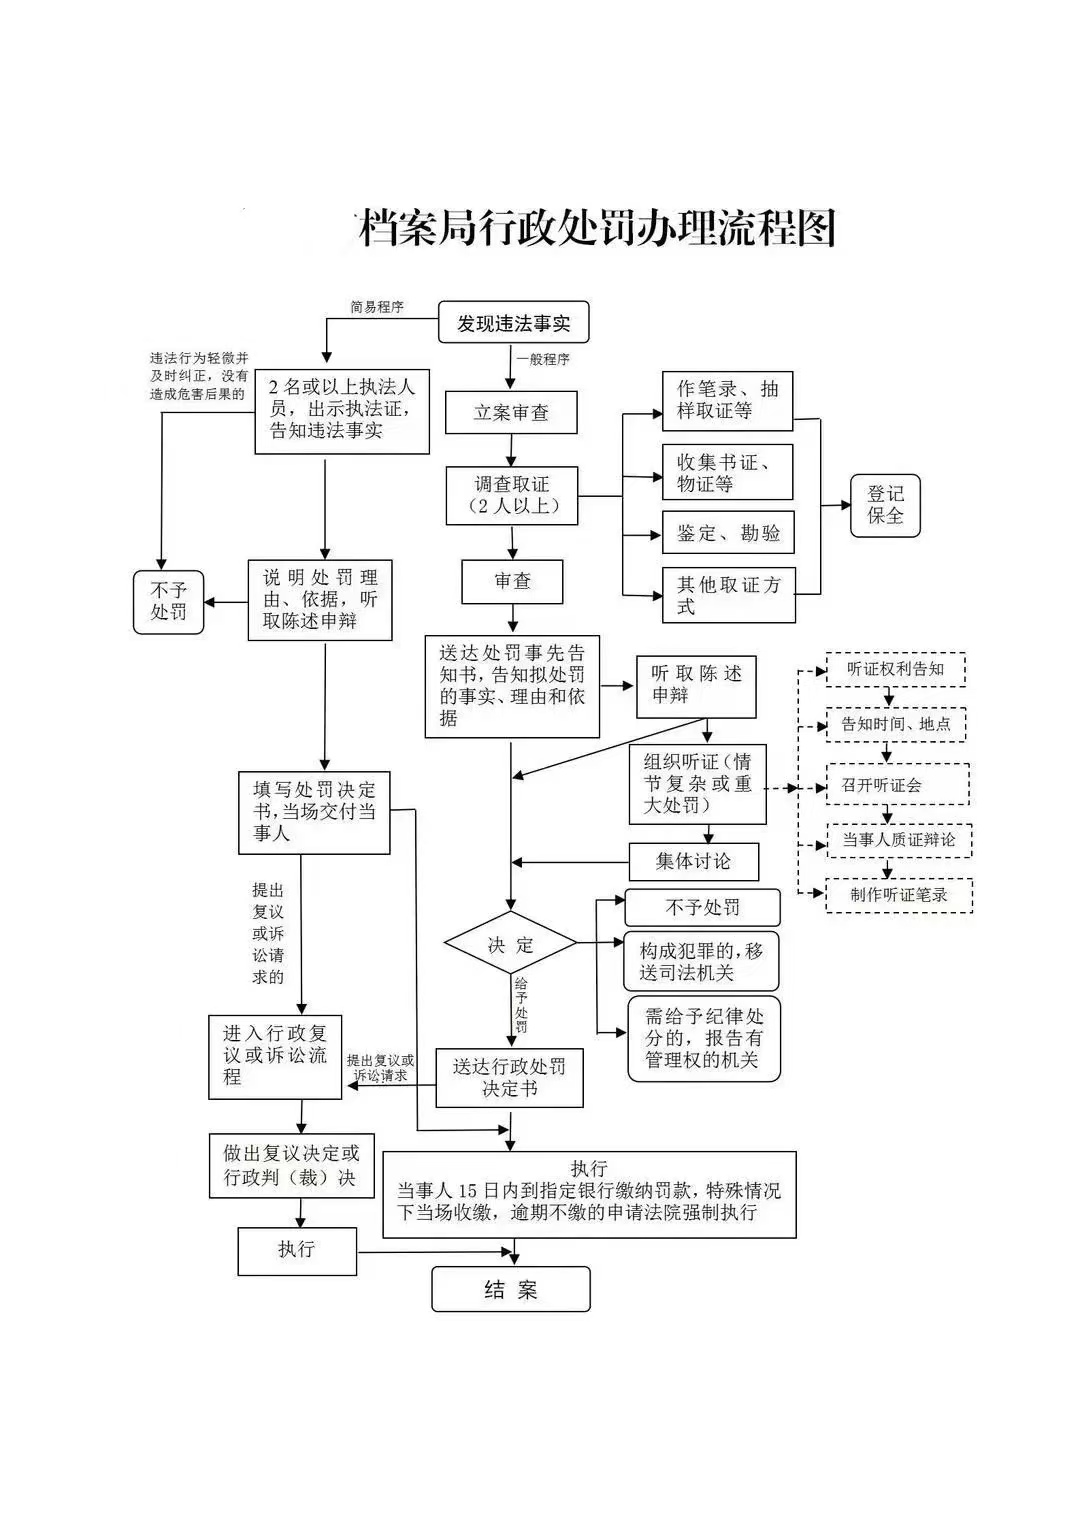 档案局行政处罚办理流程图
简易程序
发现违法事实
一般程序
违法行为轻微并
及时纠正，没有
造成危害后果的
2 名或以上执法人
员，出示执法证，
告知违法事实
立案审查
作笔录、抽
样取证等
调查取证
（2 人以上）
收集书证、
物证等
登记
保全
鉴定、勘验
其他取证方
式
不予
处罚
说明处罚理
由、依据，听
取陈述申辩
审查
送达处罚事先告
知书，告知拟处罚
的事实、理由和依
据
听取陈述
申辩
听证权利告知
告知时间、地点
组织听证（情
节复杂或重
大处罚）
召开听证会
填写处罚决定
书，当场交付当
事人
当事人质证辩论
集体讨论
制作听证笔录
提出
复议
或诉
讼请
求的
不予处罚
决 定
构成犯罪的，移
送司法机关
给
予
处
罚
需给予纪律处
分的，报告有
管理权的机关
进入行政复
议或诉讼流
程
提出复议或
诉讼请求
送达行政处罚
决定书
做出复议决定或
行政判（裁）决
执行
当事人 15 日内到指定银行缴纳罚款，特殊情况
下当场收缴，逾期不缴的申请法院强制执行
执行
结 案